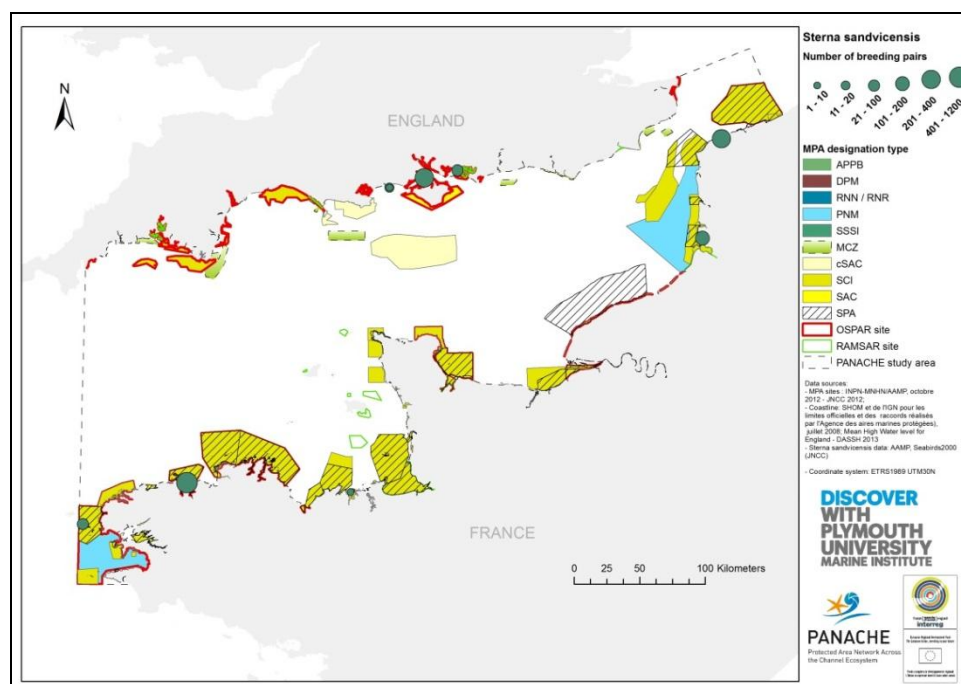 Sterna sandvicensis
Number of breeding pairs
1 - 10
11 - 20
21 - 100
101 - 200
201 - 400
401 - 1200
MPA designation type
APPB
DPM
RNN / RNR
PNM
SSSI
MCZ
cSAC
SCI
SAC
SPA
OSPAR site
RAMSAR site
PANACHE study area
Data sources:
- MPA sites : INPN-MNHN/AAMP, octobre
2012 - JNCC 2012;
- Coastline: SHOM et de l'IGN pour les
limites officielles et des raccords réalisés
par l'Agence des aires marines protégées),
juillet 2008; Mean High Water level for
England - DASSH 2013
- Sterna sandvicensis data: AAMP, Seabirds2000
(JNCC)
- Coordinate system: ETRS1989 UTM30N
N
ENGLAND
FRANCE
0 25 50 100 Kilometers
DISCOVER
WITH
PLYMOUTH
UNIVERSITY
MARINE INSTITUTE
PANACHE
Protected Area Network Across
the Channel Ecosystem
interreg